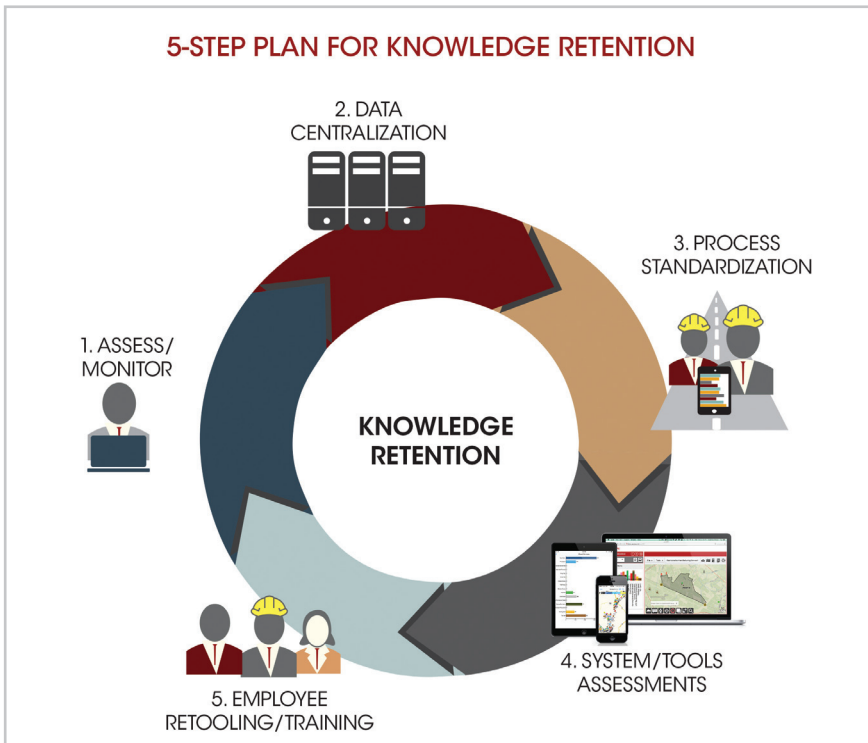 5-STEP PLAN FOR KNOWLEDGE RETENTION
2. DATA
CENTRALIZATION
3. PROCESS
STANDARDIZATION
1. ASSESS/
MONITOR
KNOWLEDGE
RETENTION
4. SYSTEM/TOOLS
ASSESSMENTS
5. EMPLOYEE
RETOOLING/TRAINING